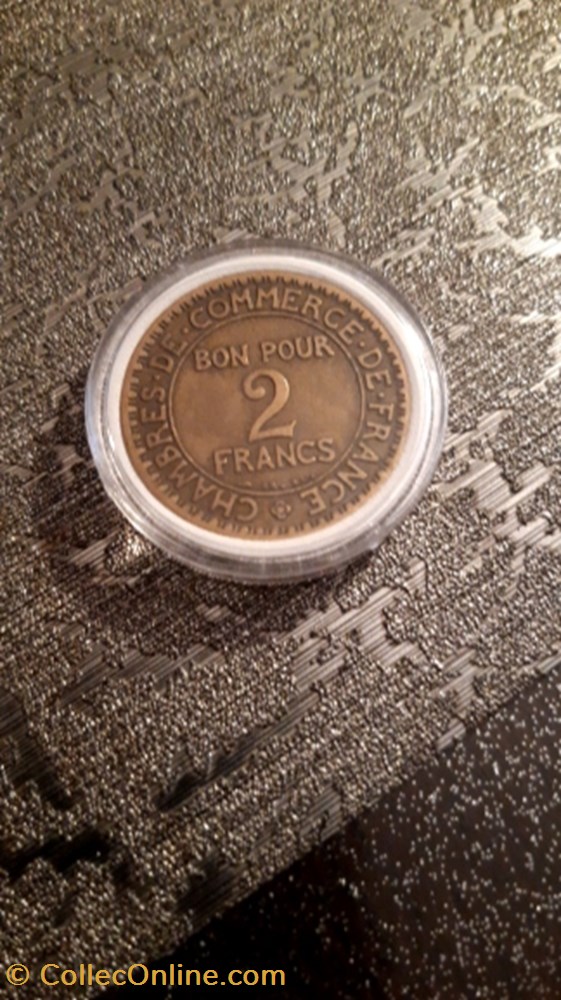 CHAMBRES·DE·COMMERCE·DE·FRANCE
BON POUR
2
FRANCS
© CollecOnline.com